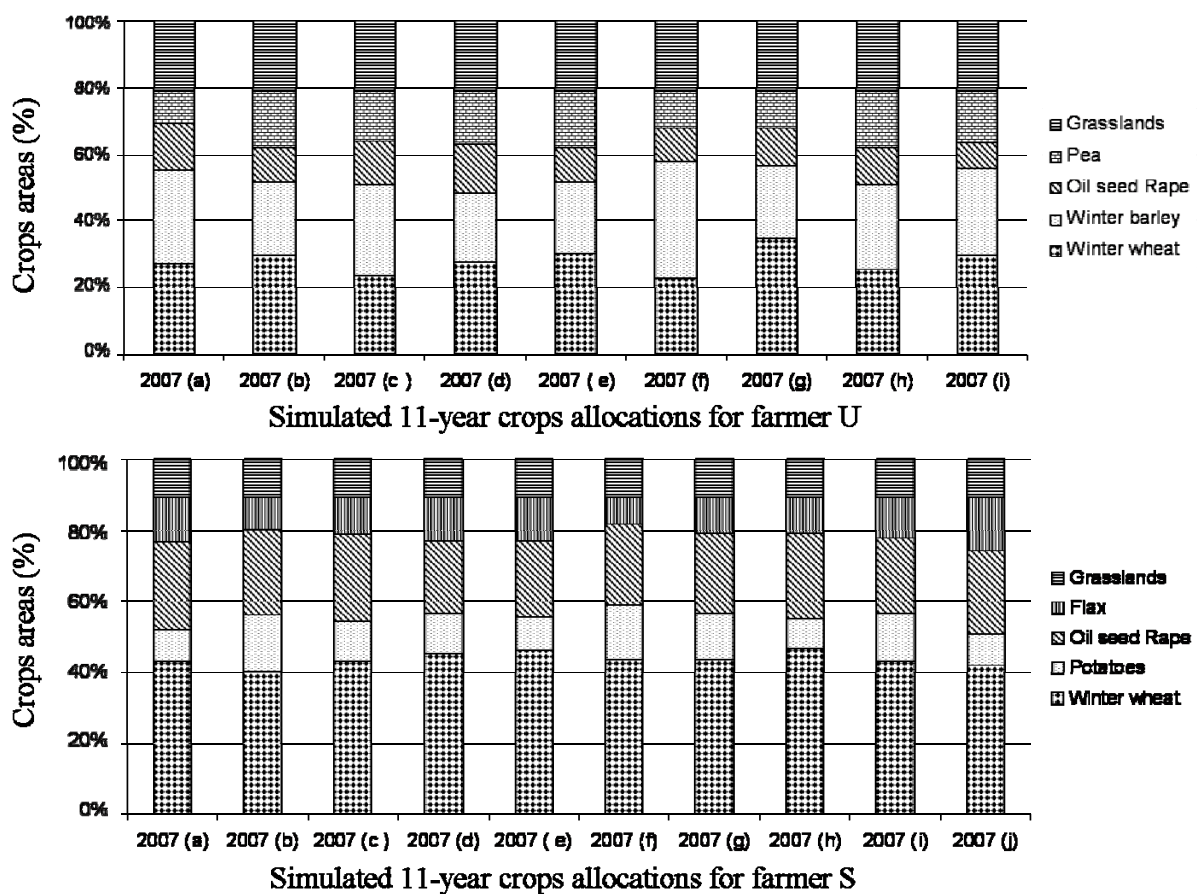 Crops areas (%)
100%
80%
60%
40%
20%
0%
2007 (a) 2007 (b) 2007 (c ) 2007 (d) 2007 ( e) 2007 (f) 2007 (g) 2007 (h) 2007 (i)
Simulated 11-year crops allocations for farmer U
Grasslands
Pea
Oil seed Rape
Winter barley
Winter wheat
Crops areas (%)
100%
80%
60%
40%
20%
0%
2007 (a) 2007 (b) 2007 (c ) 2007 (d) 2007 ( e) 2007 (f) 2007 (g) 2007 (h) 2007 (i) 2007 (j)
Simulated 11-year crops allocations for farmer S
Grasslands
Flax
Oil seed Rape
Potatoes
Winter wheat